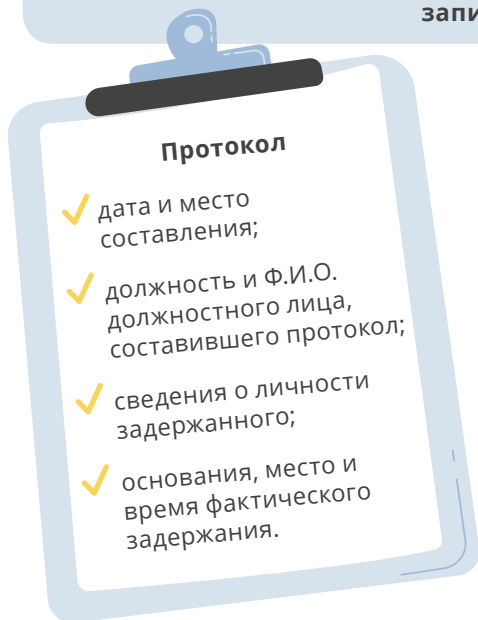 запи
Протокол
дата и место
составления;
должность и Ф.И.О.
должностного лица,
составившего протокол;
сведения о личности
задержанного;
основания, место и
время фактического
задержания.